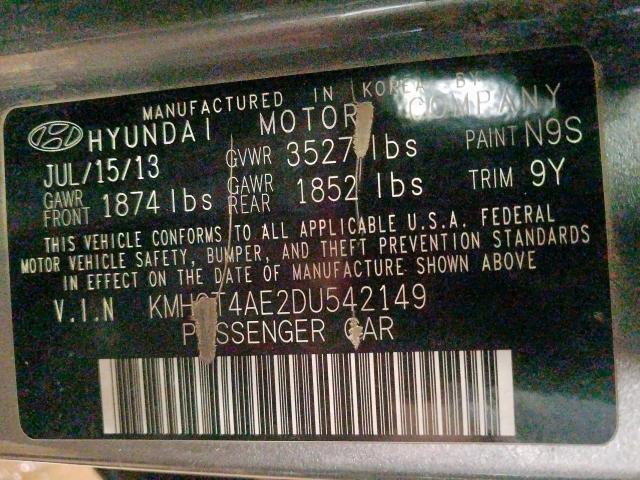 MANUFACTURED IN KOREA BY
HYUNDAI MOTOR COMPANY
JUL/15/13 GVWR 3527 lbs PAINT N9S
GAWR FRONT 1874 lbs GAWR REAR 1852 lbs TRIM 9Y
THIS VEHICLE CONFORMS TO ALL APPLICABLE U.S.A. FEDERAL
MOTOR VEHICLE SAFETY, BUMPER, AND THEFT PREVENTION STANDARDS
IN EFFECT ON THE DATE OF MANUFACTURE SHOWN ABOVE
V.I.N
PASSENGER CAR